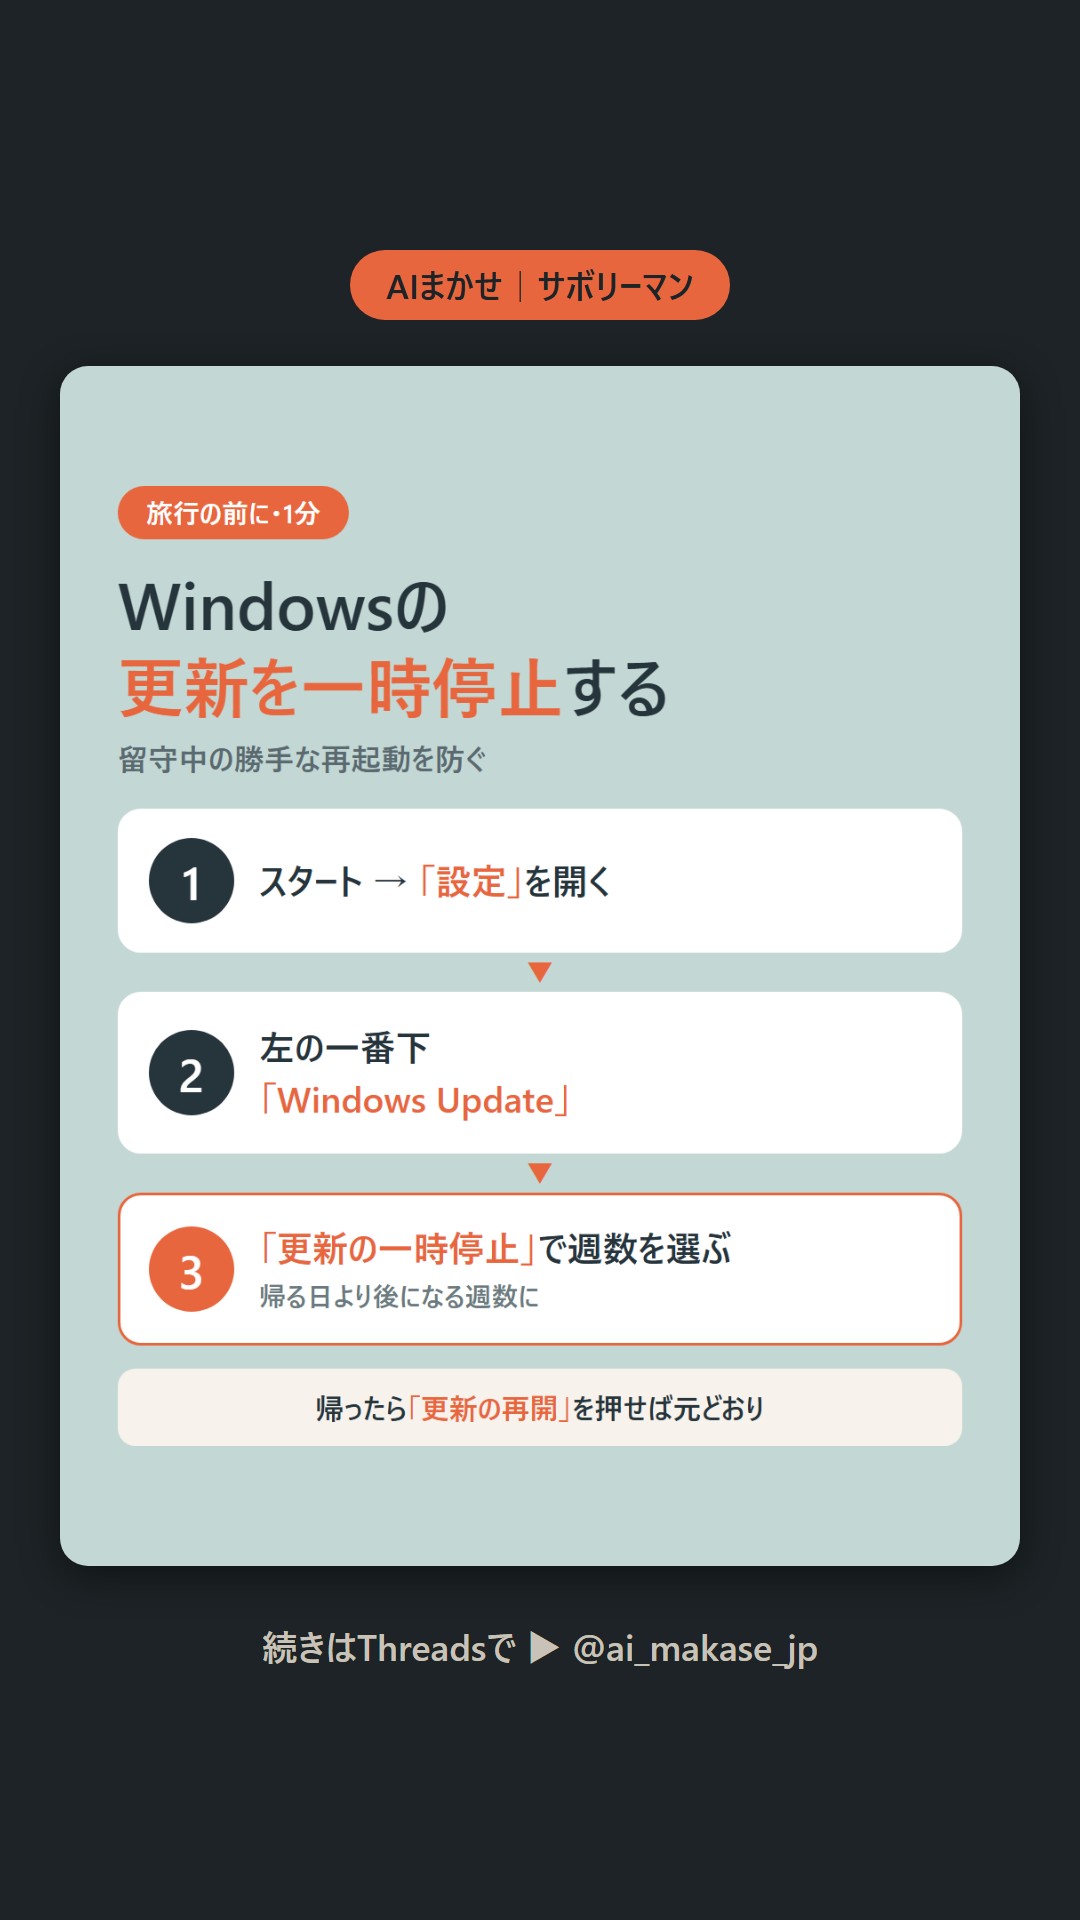 AIまかせ｜サボリーマン
旅行の前に・1分
Windowsの
更新を一時停止する
留守中の勝手な再起動を防ぐ
1
スタート → 「設定」を開く
▼
2
左の一番下
「Windows Update」
▼
3
「更新の一時停止」で週数を選ぶ
帰る日より後になる週数に
帰ったら「更新の再開」を押せば元どおり
続きはThreadsで ▶ @ai_makase_jp